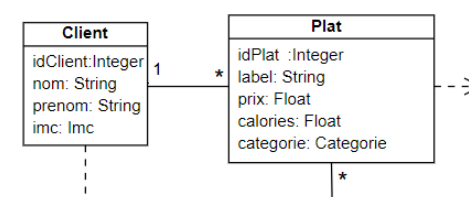 Client
idClient:Integer
nom: String
prenom: String
imc: Imc
1
*
Plat
idPlat :Integer
label: String
prix: Float
calories: Float
categorie: Categorie
*